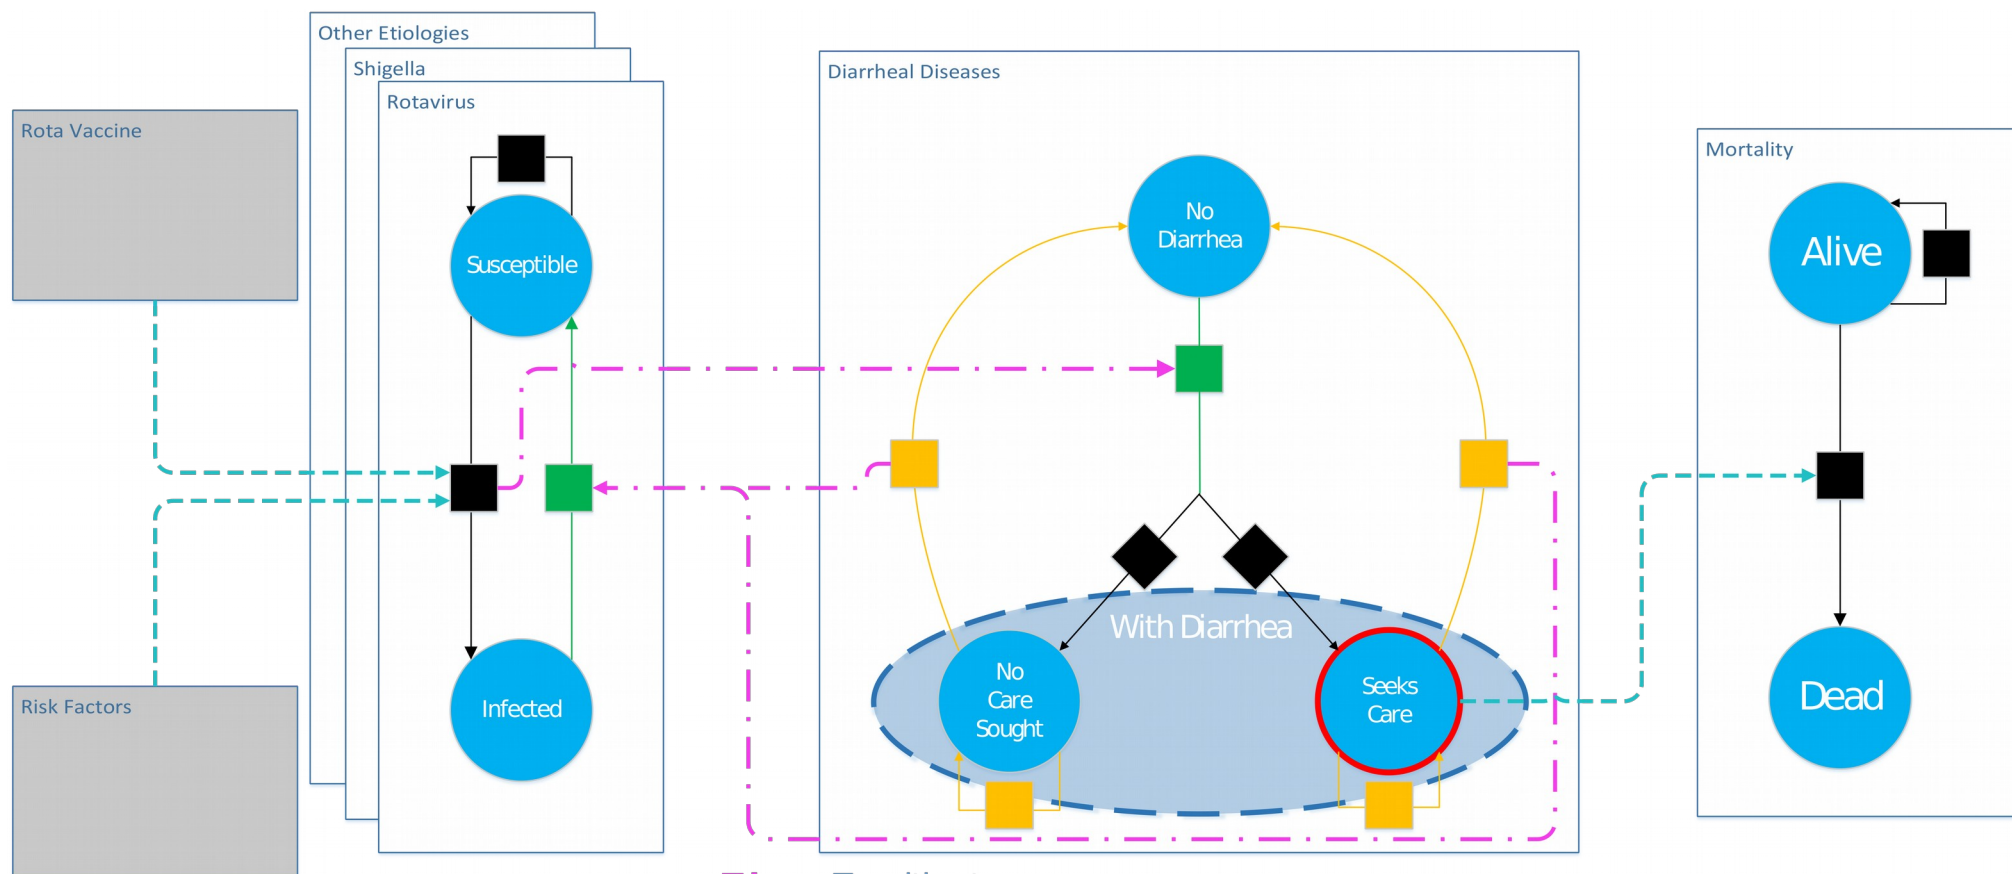 Other Etiologies
Shigella
Rotavirus
Rota Vaccine
Risk Factors
Susceptible
Infected
Diarrheal Diseases
No
Diarrhea
With Diarrhea
No
Care
Sought
Seeks
Care
Mortality
Alive
Dead